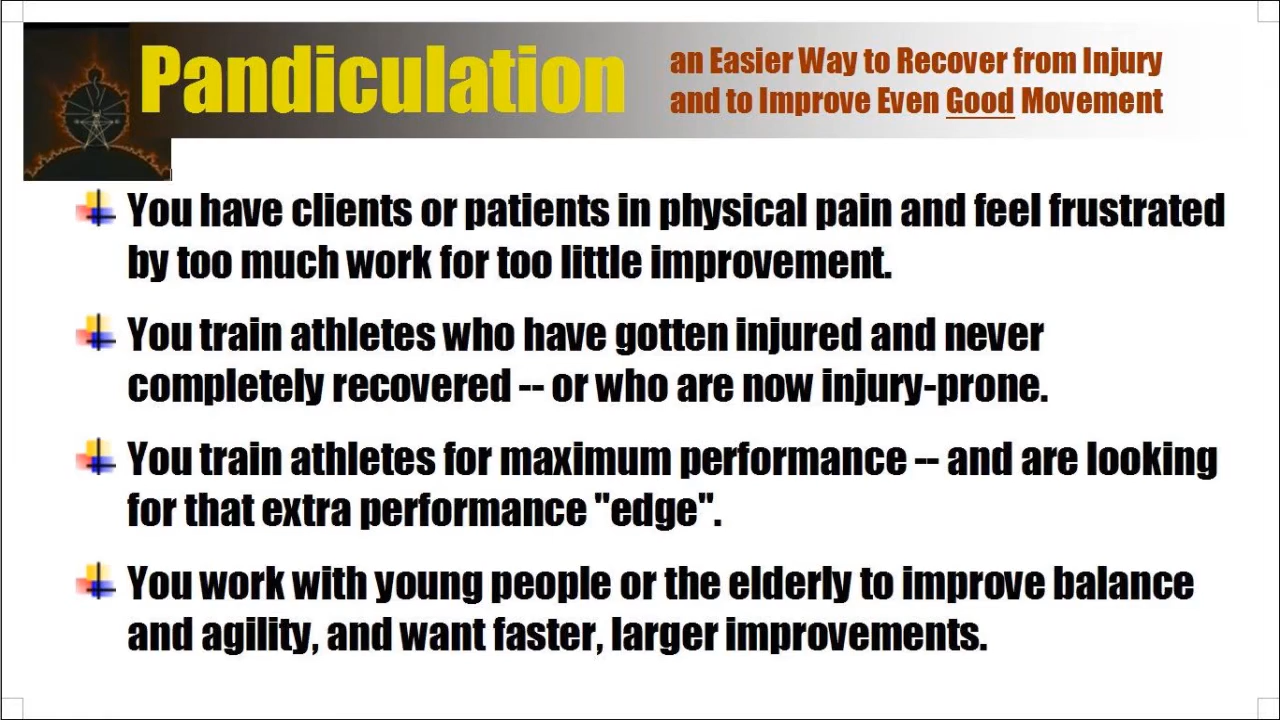 Pandiculation
an Easier Way to Recover from Injury
and to Improve Even Good Movement
You have clients or patients in physical pain and feel frustrated
by too much work for too little improvement.
You train athletes who have gotten injured and never
completely recovered -- or who are now injury-prone.
You train athletes for maximum performance -- and are looking
for that extra performance "edge".
You work with young people or the elderly to improve balance
and agility, and want faster, larger improvements.